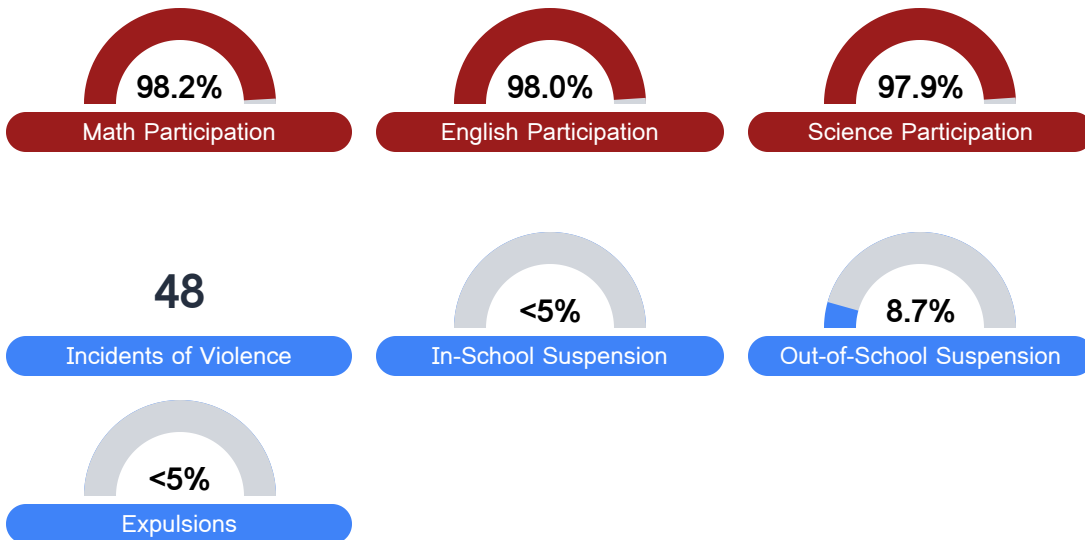 98.2%
98.0%
97.9%
Math Participation
English Participation
Science Participation
48
<5%
8.7%
Incidents of Violence
In-School Suspension
Out-of-School Suspension
<5%
Expulsions